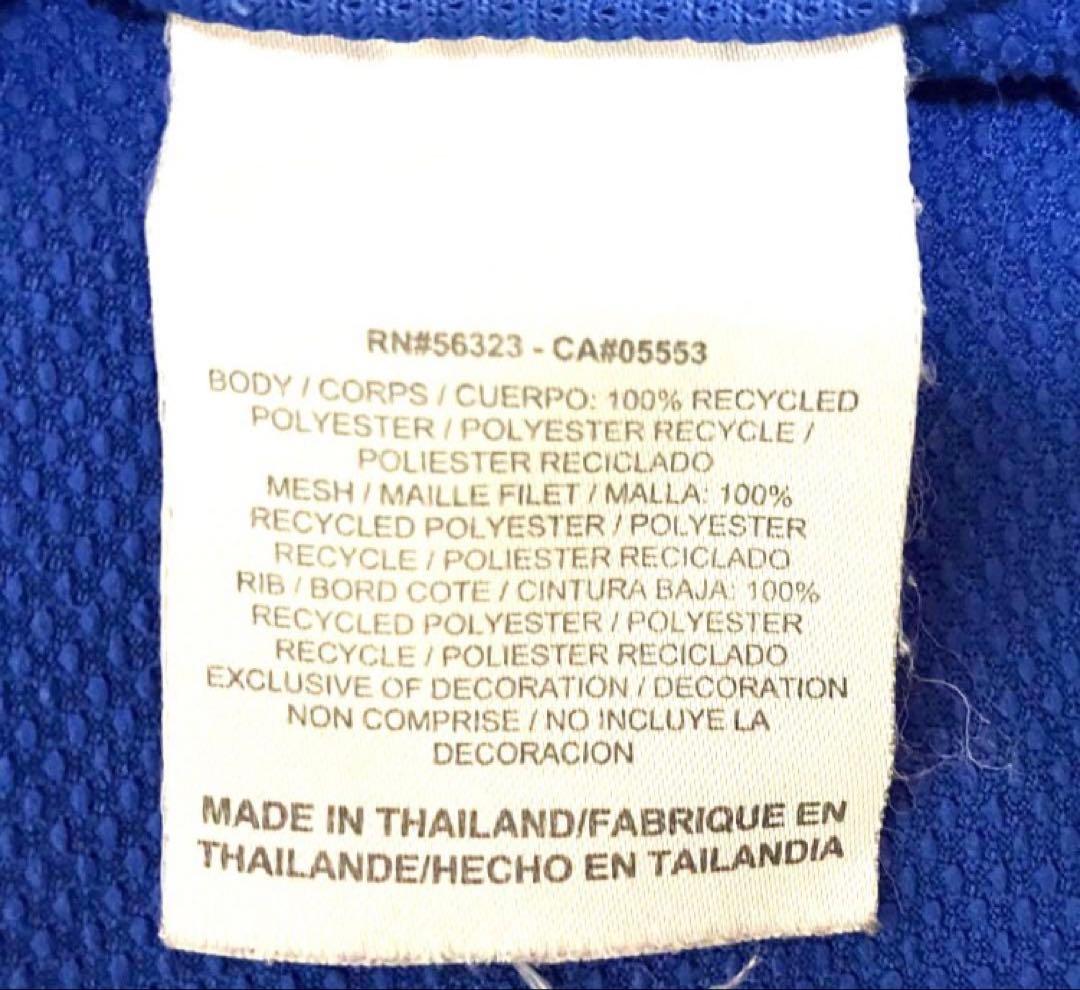 RN#56323 - CA#05553
BODY / CORPS / CUERPO: 100% RECYCLED
POLYESTER / POLYESTER RECYCLE /
POLIESTER RECICLADO
MESH / MAILLE FILET / MALLA: 100%
RECYCLED POLYESTER / POLYESTER
RECYCLE / POLIESTER RECICLADO
RIB / BORD COTE / CINTURA BAJA: 100%
RECYCLED POLYESTER / POLYESTER
RECYCLE / POLIESTER RECICLADO
EXCLUSIVE OF DECORATION / DECORATION
NON COMPRISE / NO INCLUYE LA
DECORACION
MADE IN THAILAND/FABRIQUE EN
THAILANDE/HECHO EN TAILANDIA